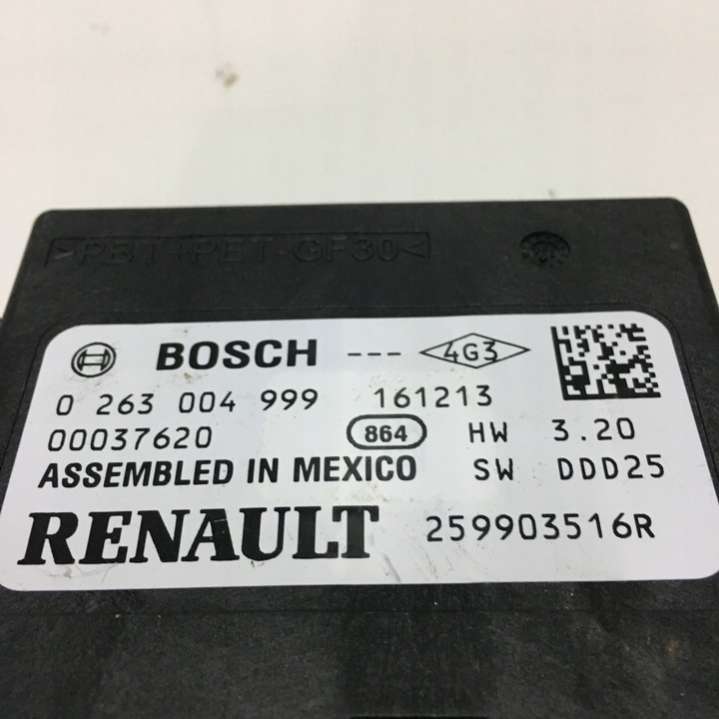 >PBT+PET-GF30<
BOSCH --- 4G3
0 263 004 999 161213
00037620 864 HW 3.20
ASSEMBLED IN MEXICO SW DDD25
RENAULT 259903516R